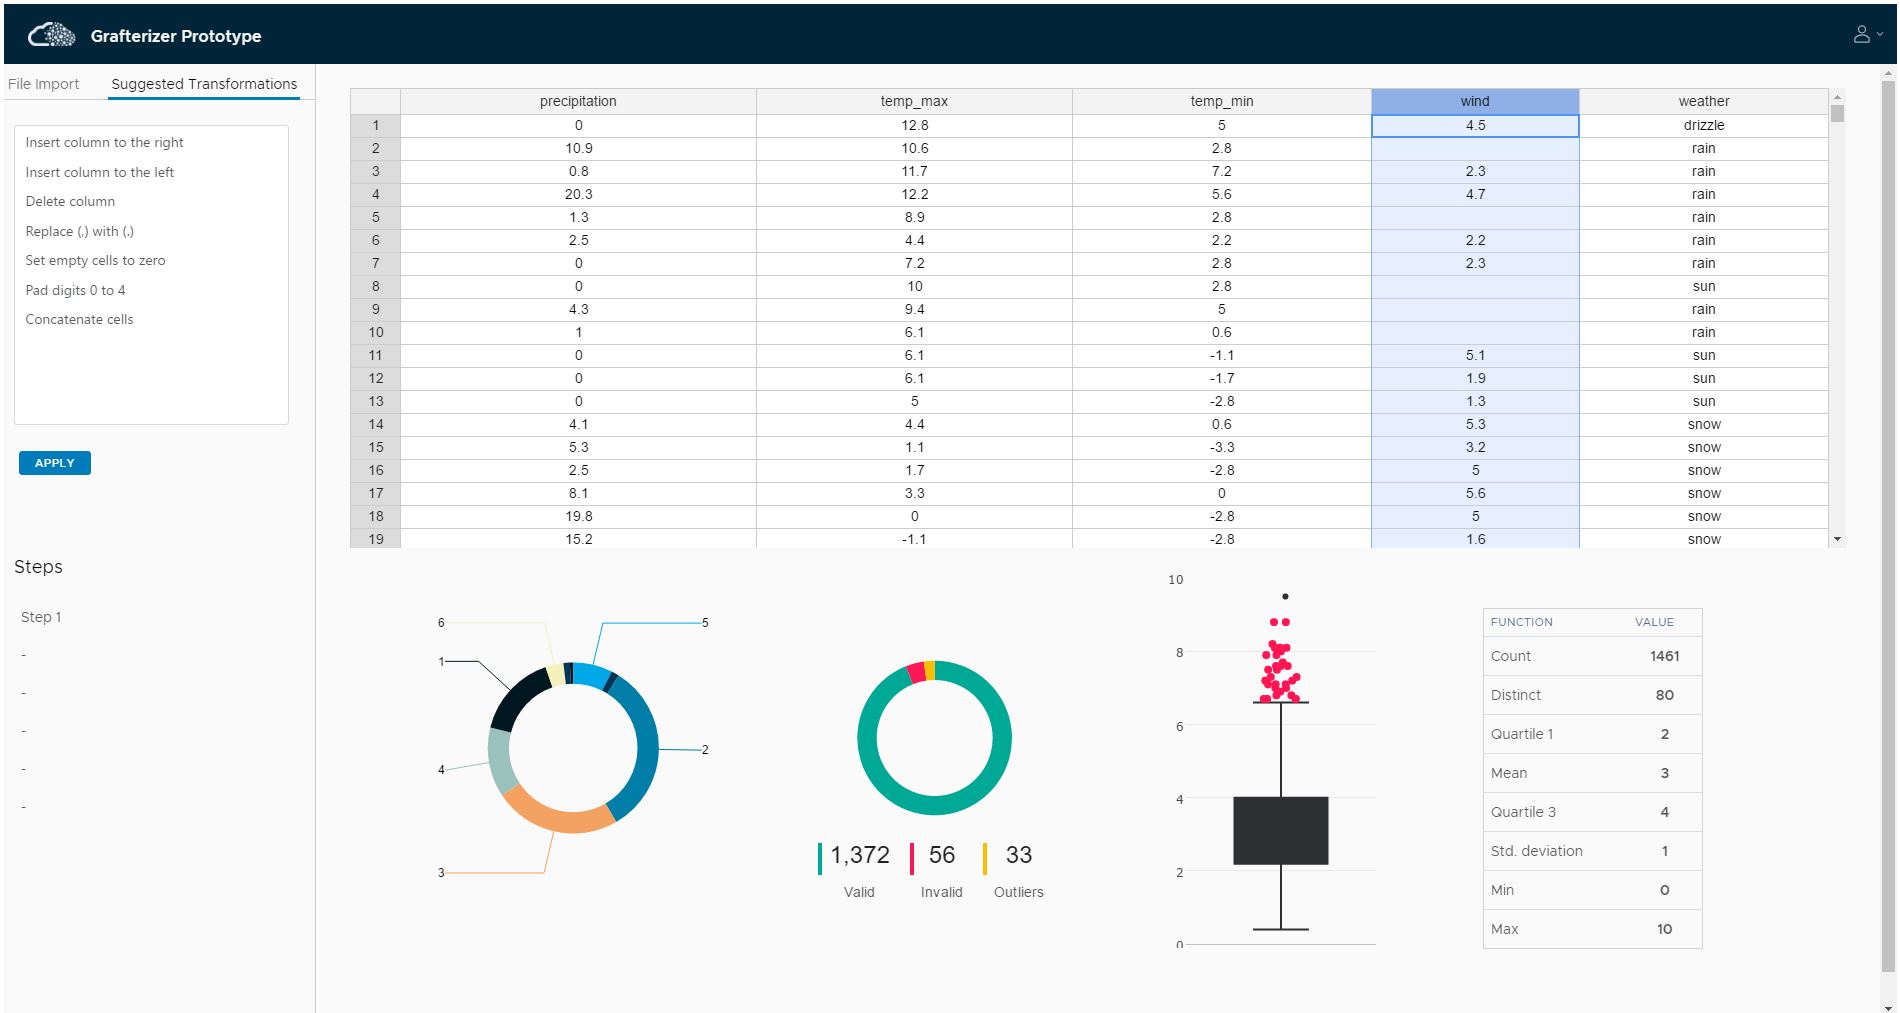 Grafterizer Prototype
File Import Suggested Transformations
Insert column to the right
Insert column to the left
Delete column
Replace (,) with (.)
Set empty cells to zero
Pad digits 0 to 4
Concatenate cells
APPLY
Steps
Step 1
-
-
-
-
-
precipitation temp_max temp_min wind weather
1 0 12.8 5 4.5 drizzle
2 10.9 10.6 2.8 rain
3 0.8 11.7 7.2 2.3 rain
4 20.3 12.2 5.6 4.7 rain
5 1.3 8.9 2.8 rain
6 2.5 4.4 2.2 2.2 rain
7 0 7.2 2.8 2.3 rain
8 0 10 2.8 sun
9 4.3 9.4 5 rain
10 1 6.1 0.6 rain
11 0 6.1 -1.1 5.1 sun
12 0 6.1 -1.7 1.9 sun
13 0 5 -2.8 1.3 sun
14 4.1 4.4 0.6 5.3 snow
15 5.3 1.1 -3.3 3.2 snow
16 2.5 1.7 -2.8 5 snow
17 8.1 3.3 0 5.6 snow
18 19.8 0 -2.8 5 snow
19 15.2 -1.1 -2.8 1.6 snow
6 5
1
2
4
3
1,372 56 33
Valid Invalid Outliers
10
8
6
4
2
0
FUNCTION VALUE
Count 1461
Distinct 80
Quartile 1 2
Mean 3
Quartile 3 4
Std. deviation 1
Min 0
Max 10